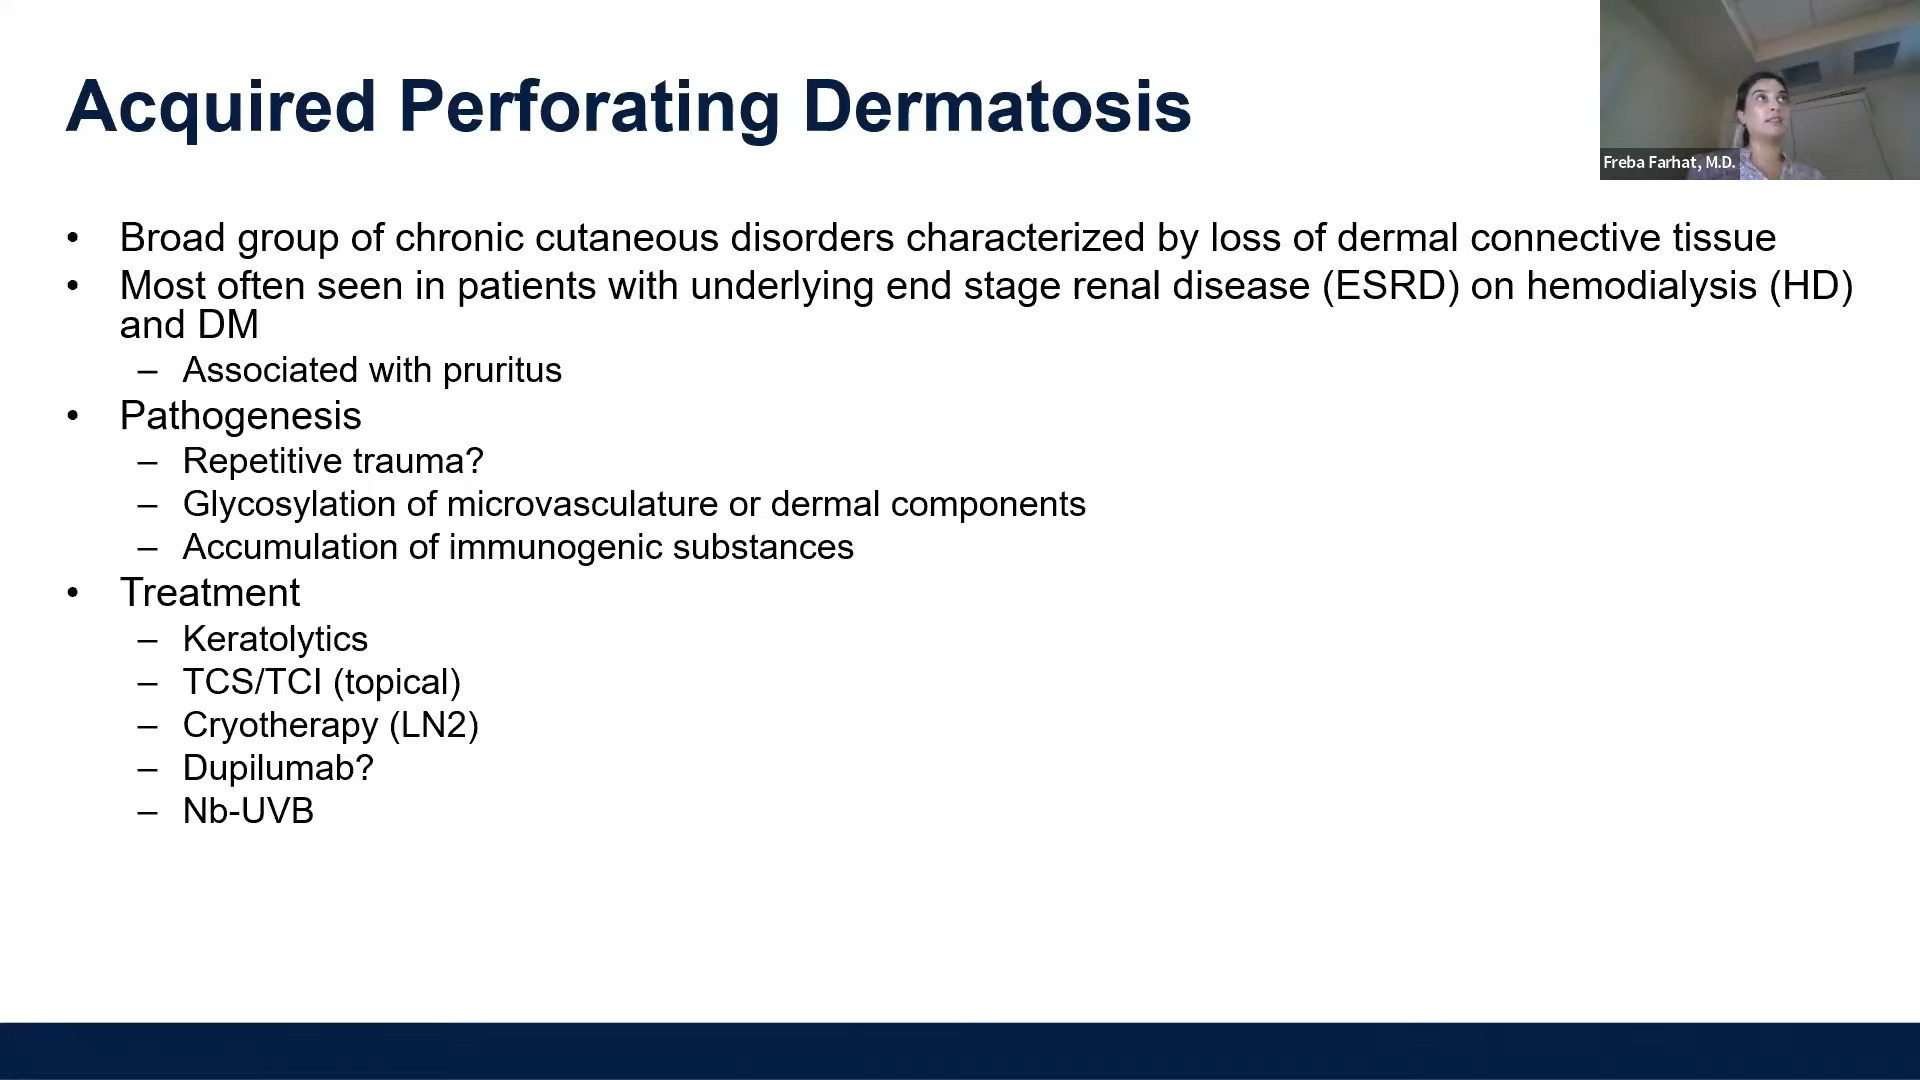 Acquired Perforating Dermatosis
Freba Farhat, M.D.
• Broad group of chronic cutaneous disorders characterized by loss of dermal connective tissue
• Most often seen in patients with underlying end stage renal disease (ESRD) on hemodialysis (HD)
and DM
– Associated with pruritus
• Pathogenesis
– Repetitive trauma?
– Glycosylation of microvasculature or dermal components
– Accumulation of immunogenic substances
• Treatment
– Keratolytics
– TCS/TCI (topical)
– Cryotherapy (LN2)
– Dupilumab?
– Nb-UVB